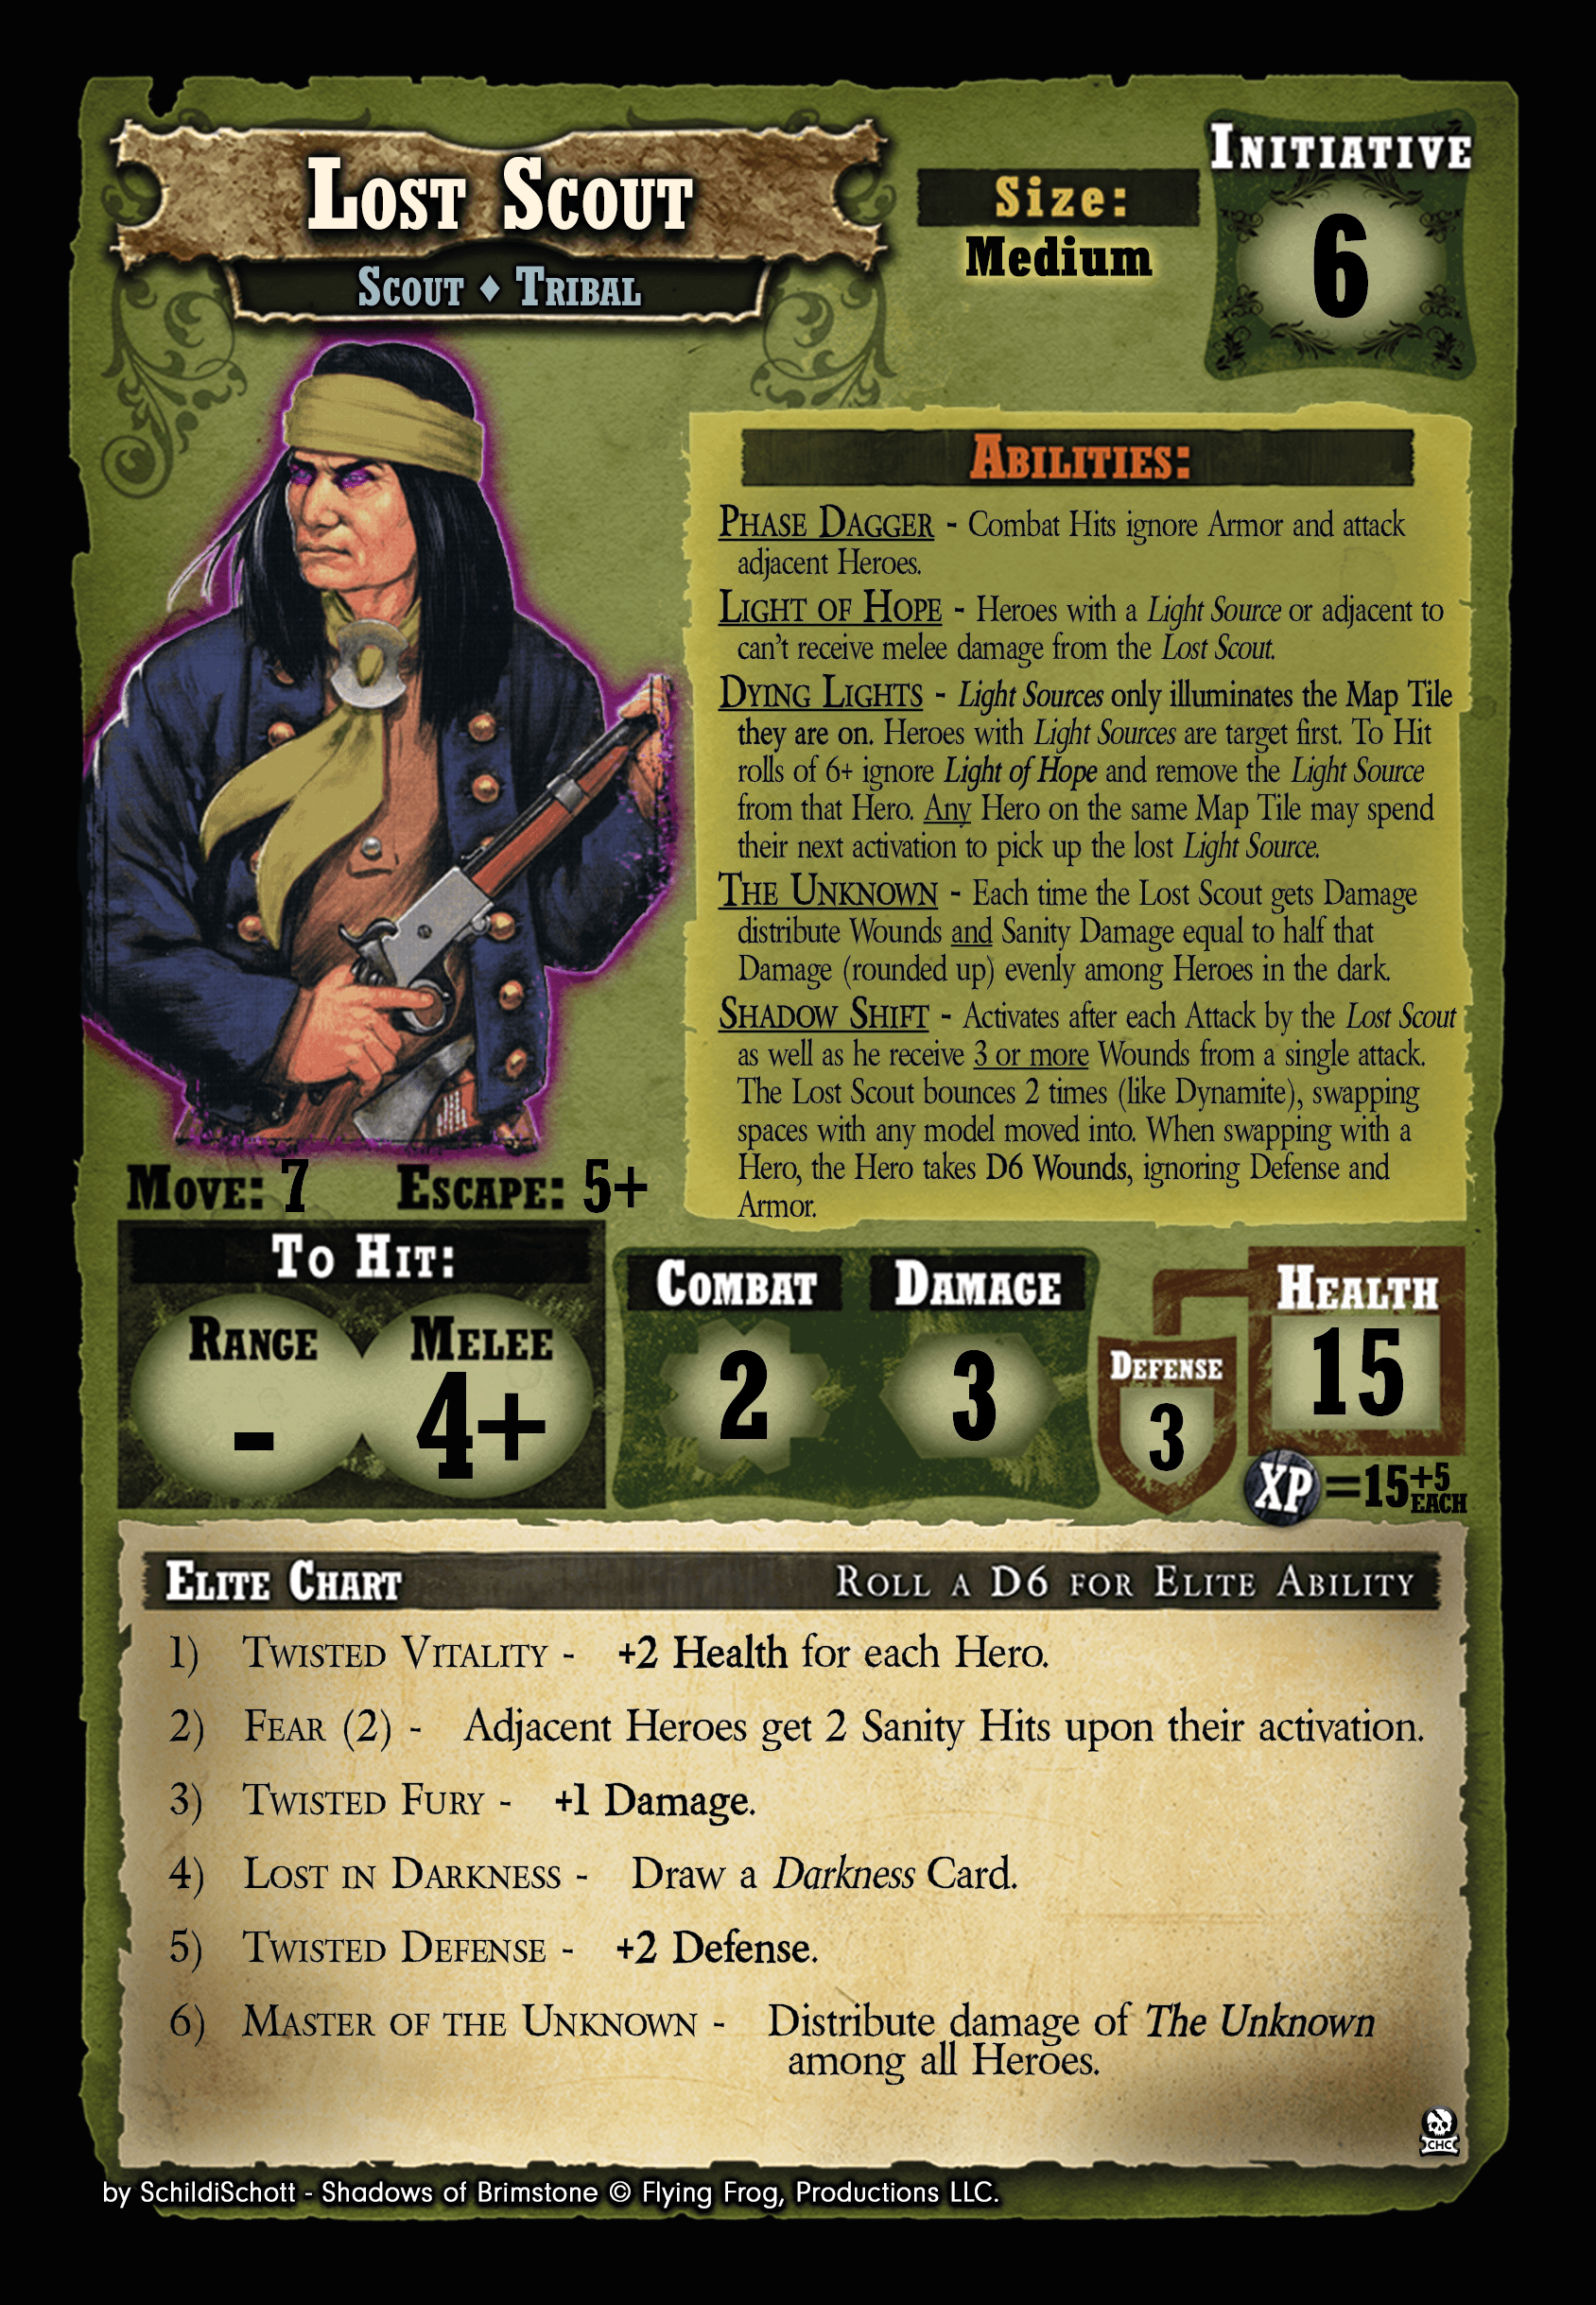 Lost Scout
Scout ♦ Tribal
Size:
Medium
Initiative
6
Abilities:
Phase Dagger - Combat Hits ignore Armor and attack
adjacent Heroes.
Light of Hope - Heroes with a Light Source or adjacent to
can't receive melee damage from the Lost Scout.
Dying Lights - Light Sources only illuminates the Map Tile
they are on. Heroes with Light Sources are target first. To Hit
rolls of 6+ ignore Light of Hope and remove the Light Source
from that Hero. Any Hero on the same Map Tile may spend
their next activation to pick up the lost Light Source.
The Unknown - Each time the Lost Scout gets Damage
distribute Wounds and Sanity Damage equal to half that
Damage (rounded up) evenly among Heroes in the dark.
Shadow Shift - Activates after each Attack by the Lost Scout
as well as he receive 3 or more Wounds from a single attack.
The Lost Scout bounces 2 times (like Dynamite), swapping
spaces with any model moved into. When swapping with a
Hero, the Hero takes D6 Wounds, ignoring Defense and
Armor.
Move: 7 Escape: 5+
To Hit:
Range Melee
- 4+
Combat Damage
2 3
Defense
3
Health
15
XP =15 +5 EACH
Elite Chart Roll a D6 for Elite Ability
1) Twisted Vitality - +2 Health for each Hero.
2) Fear (2) - Adjacent Heroes get 2 Sanity Hits upon their activation.
3) Twisted Fury - +1 Damage.
4) Lost in Darkness - Draw a Darkness Card.
5) Twisted Defense - +2 Defense.
6) Master of the Unknown - Distribute damage of The Unknown
among all Heroes.
CHC
by SchildiSchott - Shadows of Brimstone © Flying Frog, Productions LLC.